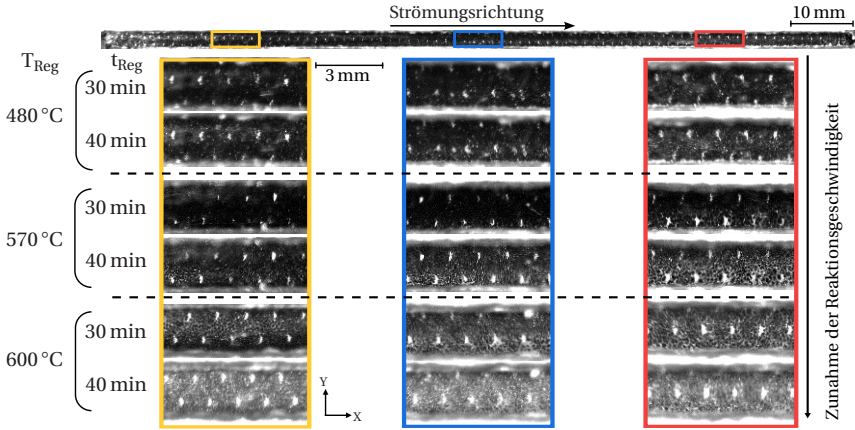 Strömungsrichtung
10 mm
T_Reg t_Reg
3 mm
480 °C
30 min
40 min
570 °C
30 min
40 min
600 °C
30 min
40 min
Y
X
Zunahme der Reaktionsgeschwindigkeit